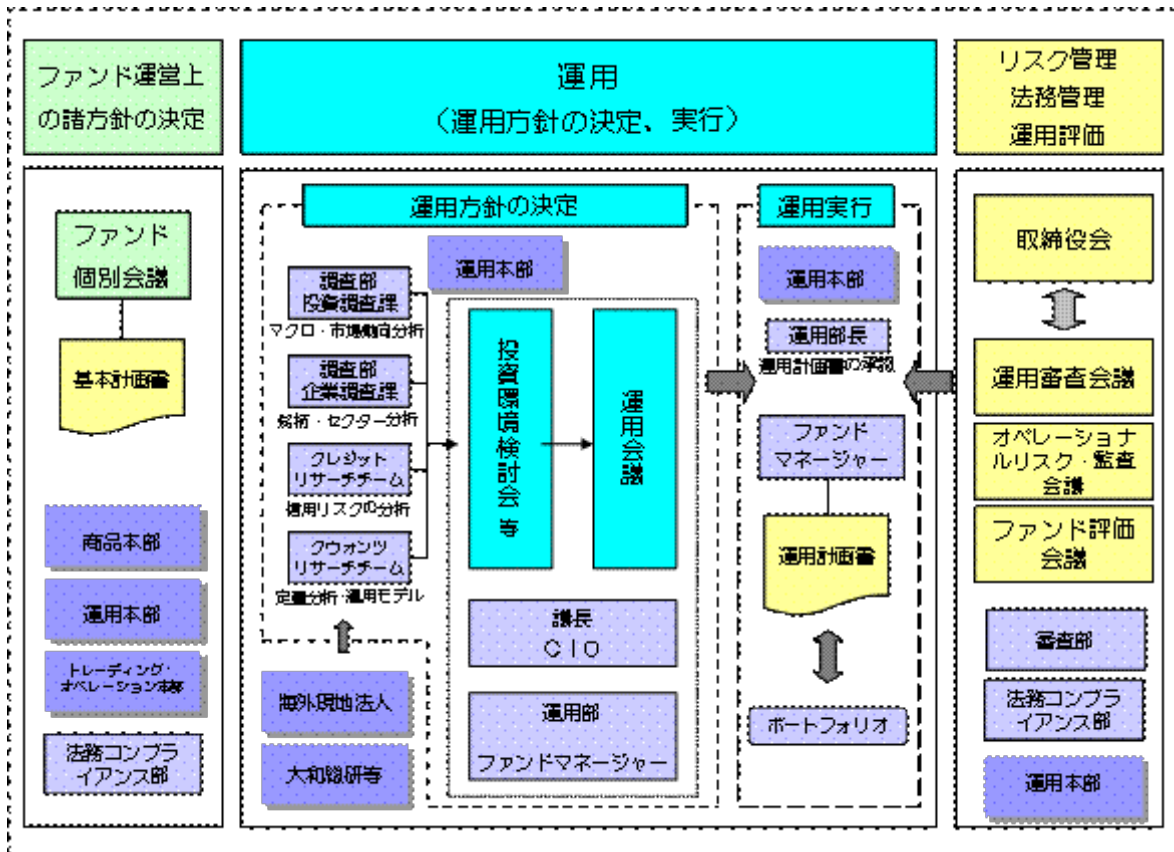 ファンド運営上
の諸方針の決定
運用
（運用方針の決定、実行）
リスク管理
法務管理
運用評価
ファンド
個別会議
基本計画書
商品本部
運用本部
トレーディング・
オペレーション本部
法務コンプラ
イアンス部
運用方針の決定
運用本部
調査部
投資調査課
マクロ・市場動向分析
調査部
企業調査課
銘柄・セクター分析
クレジット
リサーチチーム
信用リスクの分析
クウォンツ
リサーチチーム
定量分析・運用モデル
海外現地法人
大和総研等
投資環境検討会 等
運用会議
議長
ＣＩＯ
運用部
ファンドマネージャー
運用実行
運用本部
運用部長
運用計画書の承認
ファンド
マネージャー
運用計画書
ポートフォリオ
取締役会
運用審査会議
オペレーショナ
ルリスク・監査
会議
ファンド評価
会議
審査部
法務コンプラ
イアンス部
運用本部